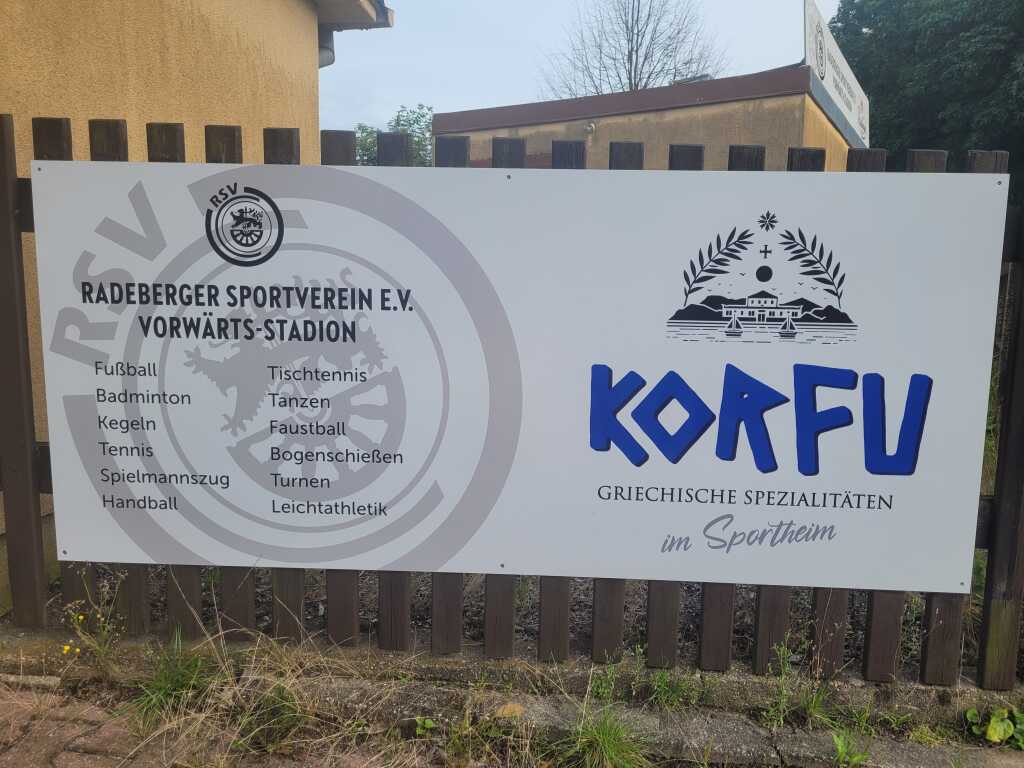 RSV
RADEBERGER SPORTVEREIN E.V.
VORWÄRTS-STADION
Fußball
Badminton
Kegeln
Tennis
Spielmannszug
Handball
Tischtennis
Tanzen
Faustball
Bogenschießen
Turnen
Leichtathletik
RSV
KORFU
GRIECHISCHE SPEZIALITÄTEN
im Sportheim